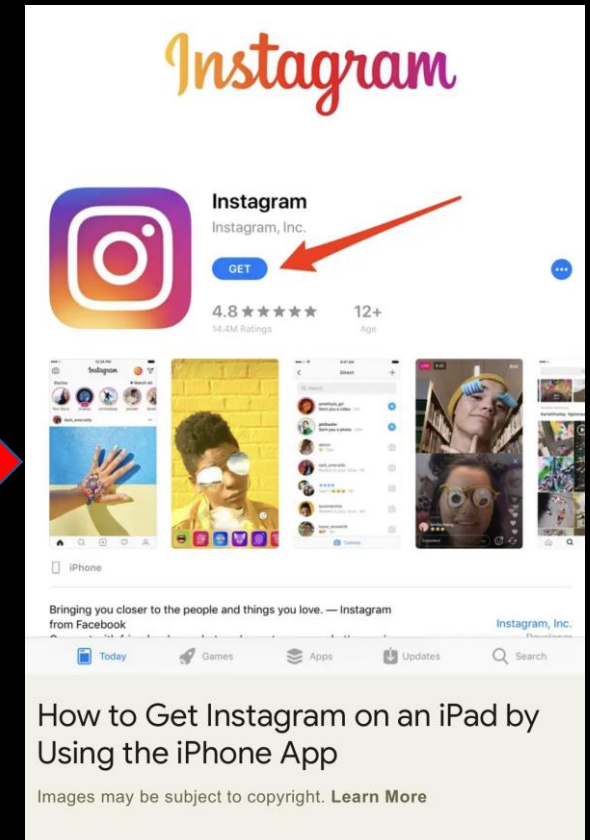 Instagram
Instagram
Instagram, Inc.
GET
4.8 ★★★★★
12+
14.4M Ratings
Age
Instagram
Direct
iPhone
Bringing you closer to the people and things you love. — Instagram
from Facebook
Instagram, Inc.
Today
Games
Apps
Updates
Search
How to Get Instagram on an iPad by
Using the iPhone App
Images may be subject to copyright. Learn More